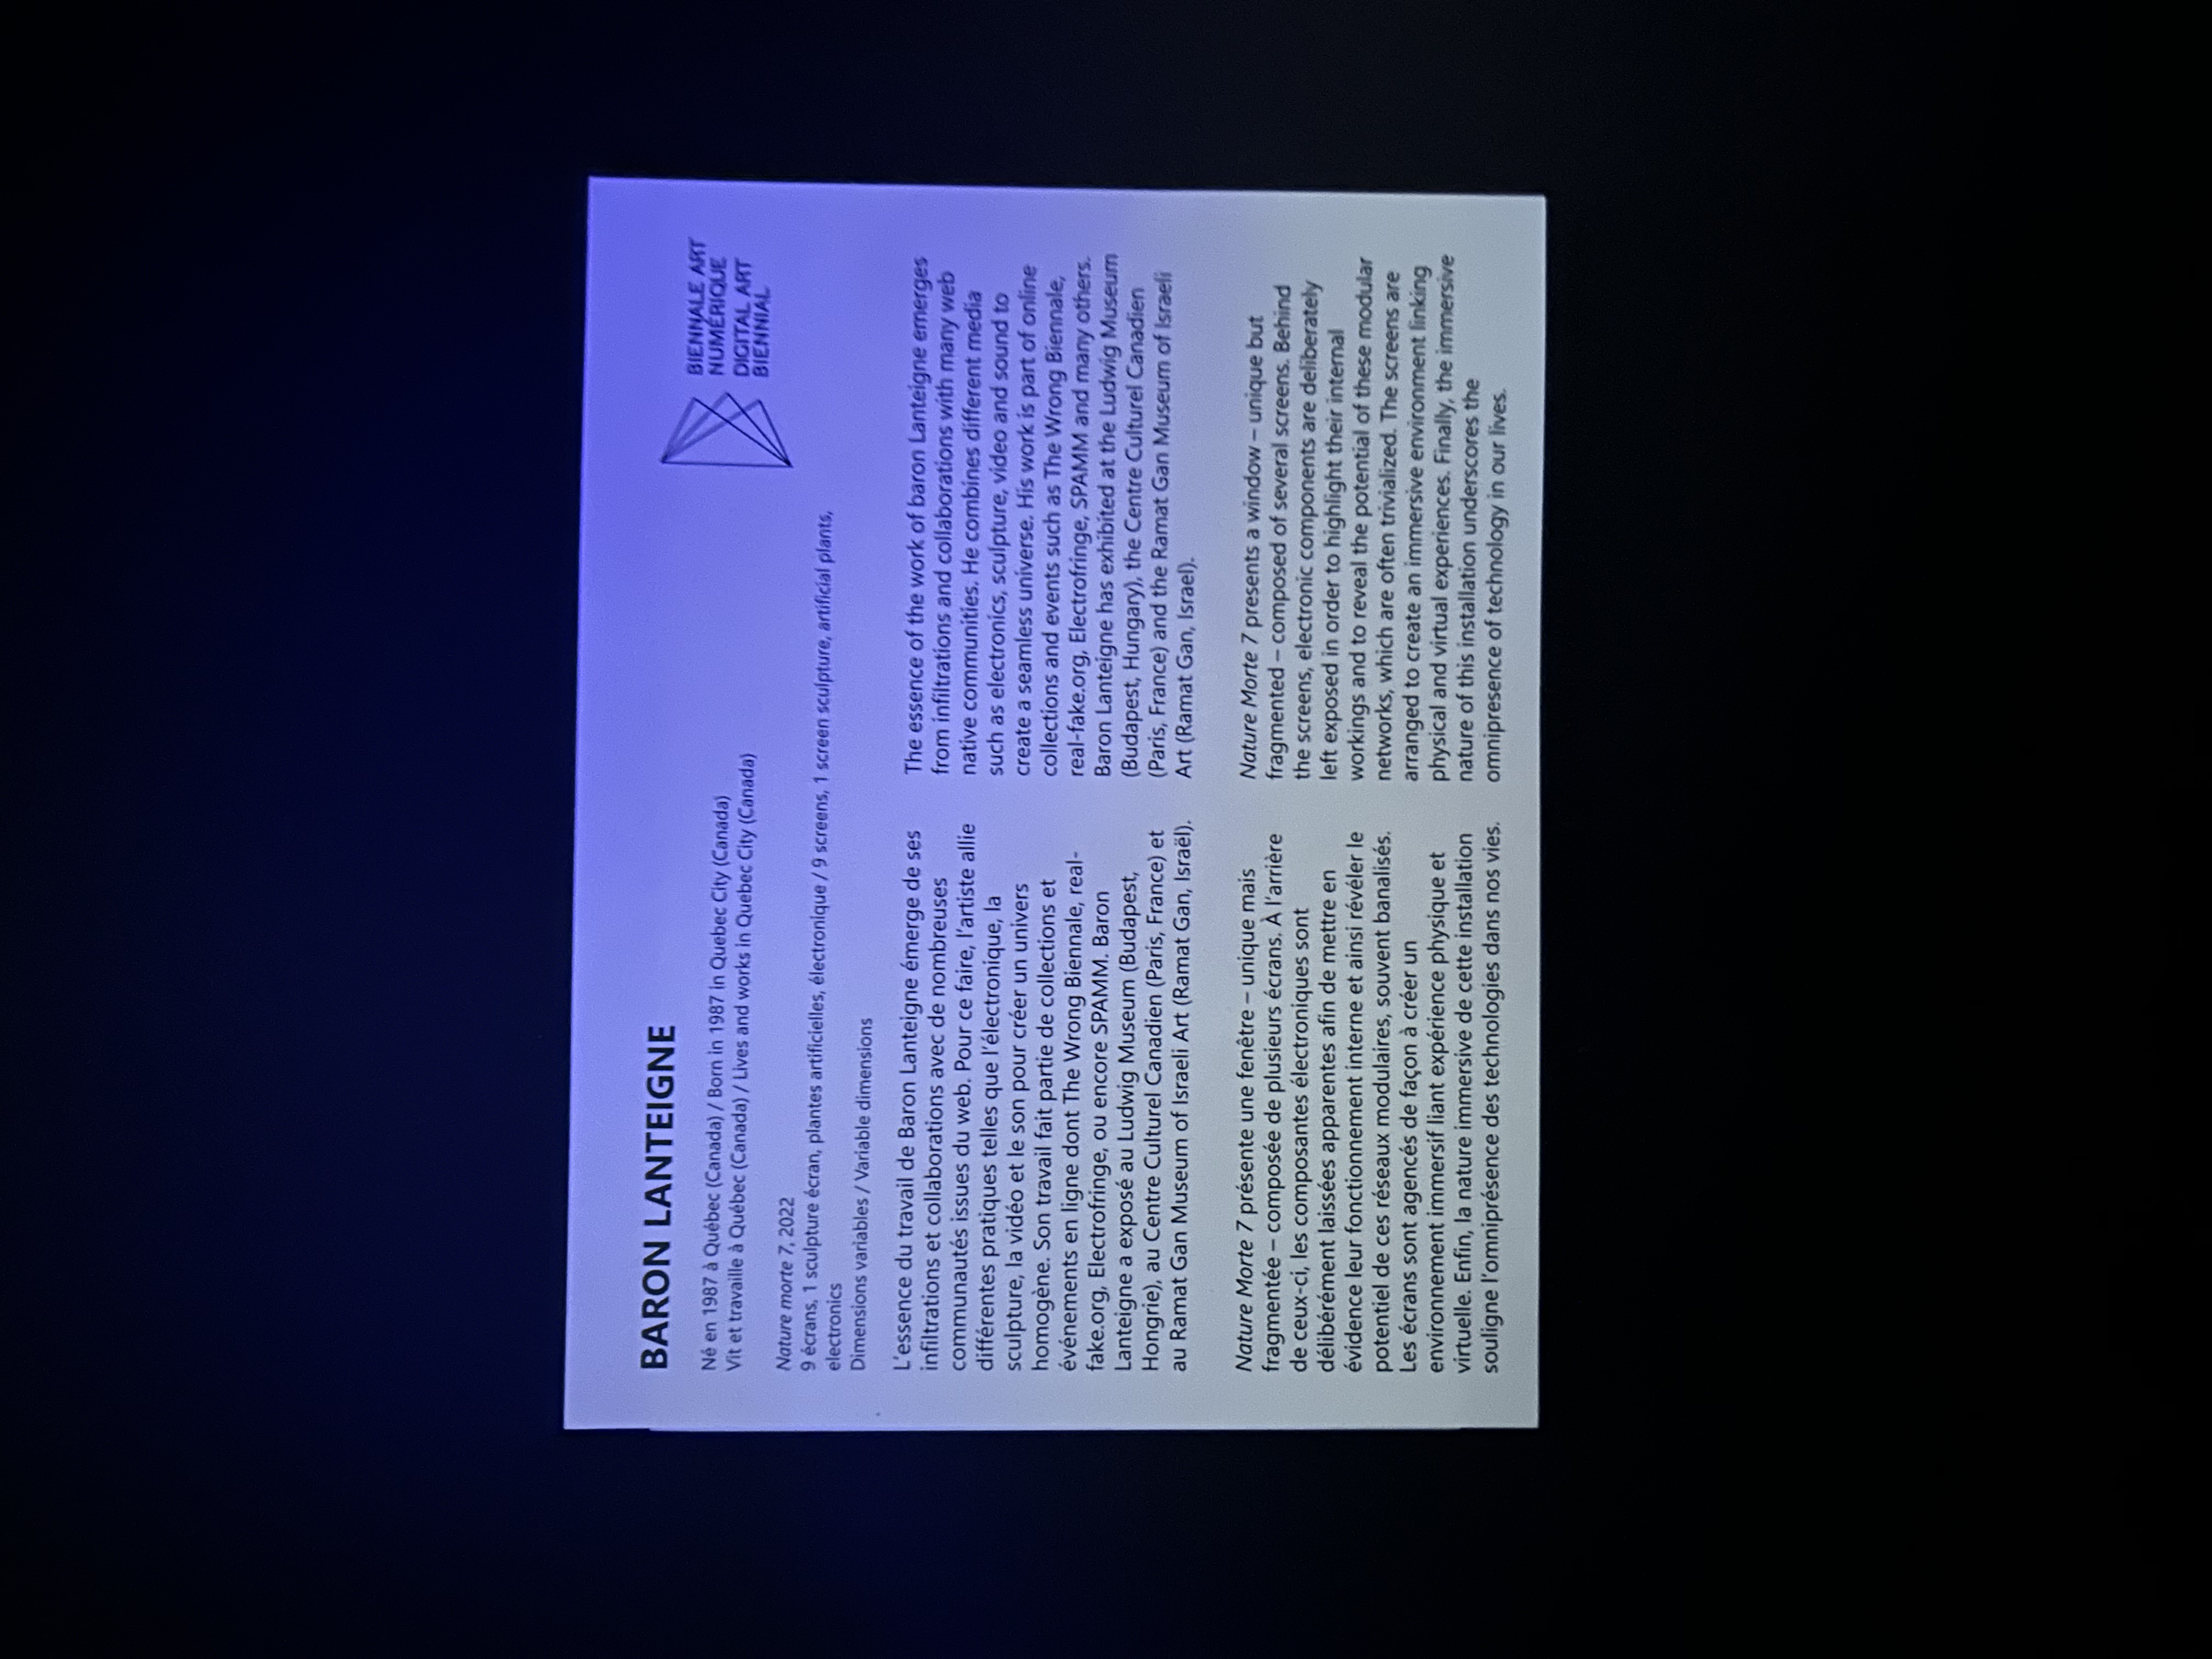 BARON LANTEIGNE
Né en 1987 à Québec (Canada) / Born in 1987 in Quebec City (Canada)
Vit et travaille à Québec (Canada) / Lives and works in Quebec City (Canada)
BIENNALE ART
NUMÉRIQUE
DIGITAL ART
BIENNIAL
Nature morte 7, 2022
9 écrans, 1 sculpture écran, plantes artificielles, électronique / 9 screens, 1 screen sculpture, artificial plants,
electronics
Dimensions variables / Variable dimensions
L'essence du travail de Baron Lanteigne émerge de ses
infiltrations et collaborations avec de nombreuses
communautés issues du web. Pour ce faire, l'artiste allie
différentes pratiques telles que l'électronique, la
sculpture, la vidéo et le son pour créer un univers
homogène. Son travail fait partie de collections et
événements en ligne dont The Wrong Biennale, real-
fake.org, Electrofringe, ou encore SPAMM. Baron
Lanteigne a exposé au Ludwig Museum (Budapest,
Hongrie), au Centre Culturel Canadien (Paris, France) et
au Ramat Gan Museum of Israeli Art (Ramat Gan, Israël).
Nature Morte 7 présente une fenêtre – unique mais
fragmentée – composée de plusieurs écrans. À l'arrière
de ceux-ci, les composantes électroniques sont
délibérément laissées apparentes afin de mettre en
évidence leur fonctionnement interne et ainsi révéler le
potentiel de ces réseaux modulaires, souvent banalisés.
Les écrans sont agencés de façon à créer un
environnement immersif liant expérience physique et
virtuelle. Enfin, la nature immersive de cette installation
souligne l'omniprésence des technologies dans nos vies.
The essence of the work of baron Lanteigne emerges
from infiltrations and collaborations with many web
native communities. He combines different media
such as electronics, sculpture, video and sound to
create a seamless universe. His work is part of online
collections and events such as The Wrong Biennale,
real-fake.org, Electrofringe, SPAMM and many others.
Baron Lanteigne has exhibited at the Ludwig Museum
(Budapest, Hungary), the Centre Culturel Canadien
(Paris, France) and the Ramat Gan Museum of Israeli
Art (Ramat Gan, Israel).
Nature Morte 7 presents a window – unique but
fragmented – composed of several screens. Behind
the screens, electronic components are deliberately
left exposed in order to highlight their internal
workings and to reveal the potential of these modular
networks, which are often trivialized. The screens are
arranged to create an immersive environment linking
physical and virtual experiences. Finally, the immersive
nature of this installation underscores the
omnipresence of technology in our lives.